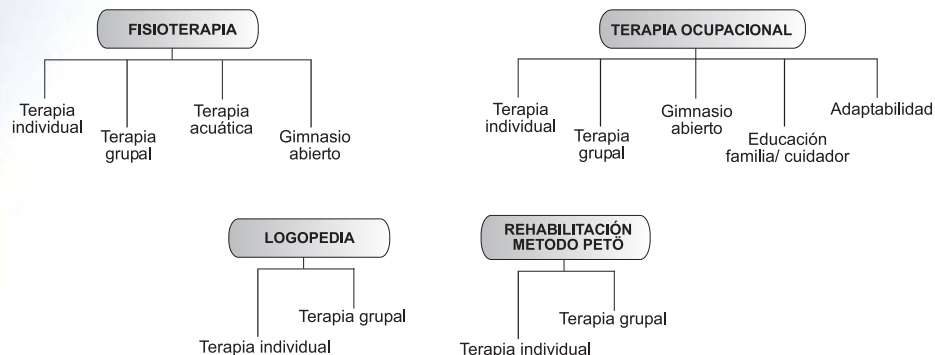 FISIOTERAPIA
Terapia
individual
Terapia
grupal
Terapia
acuática
Gimnasio
abierto
TERAPIA OCUPACIONAL
Terapia
individual
Terapia
grupal
Gimnasio
abierto
Educación
familia/ cuidador
Adaptabilidad
LOGOPEDIA
Terapia individual
Terapia grupal
REHABILITACIÓN
METODO PETÖ
Terapia individual
Terapia grupal